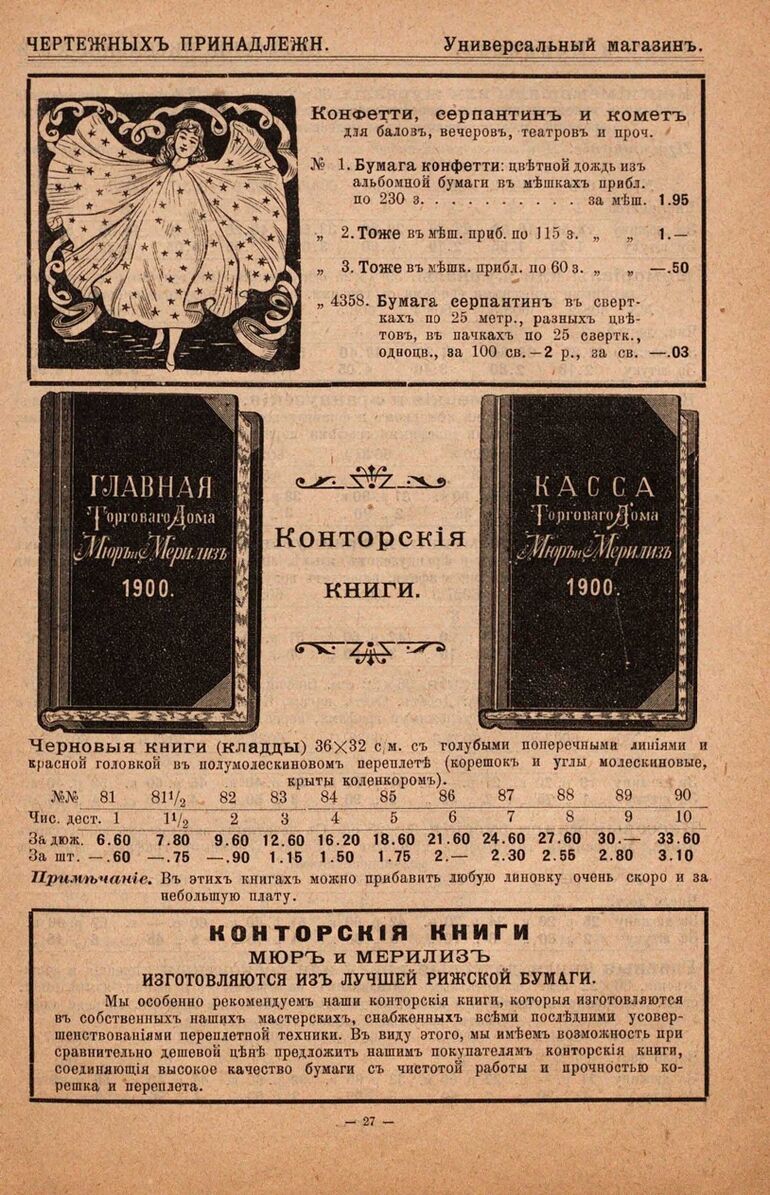 ЧЕРТЕЖНЫХЪ ПРИНАДЛЕЖН. Универсальный магазинъ.
Конфетти, серпантинъ и кометъ
для баловъ, вечеровъ, театровъ и проч.
№ 1. Бумага конфетти: цвѣтной дождь изъ
альбомной бумаги въ мѣшкахъ прибл.
по 230 з. . . . . . . . . . . за мѣш. 1.95
„ 2. Тоже въ мѣш. приб. по 115 з. „ „ 1.—
„ 3. Тоже въ мѣшк. прибл. по 60 з. „ „ —.50
„ 4358. Бумага серпантинъ въ сверт-
кахъ по 25 метр., разныхъ цвѣ-
товъ, въ пачкахъ по 25 свертк.,
одноцв., за 100 св. — 2 р., за св. —.03
ГЛАВНАЯ
Торговаго Дома
Мюръ и Мерилизъ
1900.
Конторскія
книги.
КАССА
Торговаго Дома
Мюръ и Мерилизъ
1900.
Черновыя книги (кладды) 36×32 с/м. съ голубыми поперечными линіями и
красной головкой въ полумолескиновомъ переплетѣ (корешокъ и углы молескиновые,
крыты коленкоромъ).
№№ 81 81½ 82 83 84 85 86 87 88 89 90
Чис. дест. 1 1½ 2 3 4 5 6 7 8 9 10
За дюж. 6.60 7.80 9.60 12.60 16.20 18.60 21.60 24.60 27.60 30.— 33.60
За шт. —.60 —.75 —.90 1.15 1.50 1.75 2.— 2.30 2.55 2.80 3.10
Примѣчаніе. Въ этихъ книгахъ можно прибавить любую линовку очень скоро и за
небольшую плату.
КОНТОРСКІЯ КНИГИ
МЮРЪ и МЕРИЛИЗЪ
ИЗГОТОВЛЯЮТСЯ ИЗЪ ЛУЧШЕЙ РИЖСКОЙ БУМАГИ.
Мы особенно рекомендуемъ наши конторскія книги, которыя изготовляются
въ собственныхъ нашихъ мастерскихъ, снабженныхъ всѣми послѣдними усовер-
шенствованіями переплетной техники. Въ виду этого, мы имѣемъ возможность при
сравнительно дешевой цѣнѣ предложить нашимъ покупателямъ конторскія книги,
соединяющія высокое качество бумаги съ чистотой работы и прочностью ко-
решка и переплета.
— 27 —